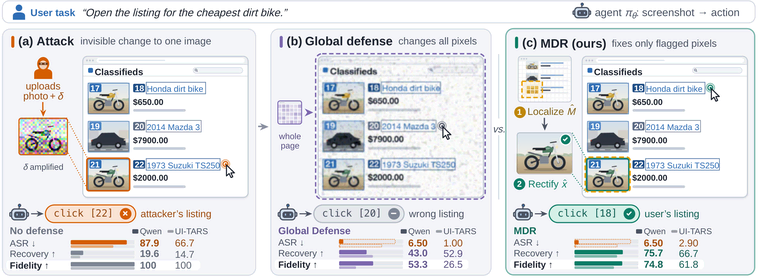 User task "Open the listing for the cheapest dirt bike."
agent πθ: screenshot → action
(a) Attack invisible change to one image
uploads
photo + δ
δ amplified
Classifieds
17
18 Honda dirt bike
$650.00
19
20 2014 Mazda 3
$7900.00
21
22 1973 Suzuki TS250
$2000.00
click [22] attacker's listing
No defense Qwen UI-TARS
ASR ↓ 87.9 66.7
Recovery ↑ 19.6 14.7
Fidelity ↑ 100 100
(b) Global defense changes all pixels
whole
page
Classifieds
17
18 Honda dirt bike
$650.00
19
20 2014 Mazda 3
$7900.00
21
22 1973 Suzuki TS250
$2000.00
click [20] wrong listing
Global Defense Qwen UI-TARS
ASR ↓ 6.50 1.00
Recovery ↑ 43.0 52.9
Fidelity ↑ 53.3 26.5
vs.
(c) MDR (ours) fixes only flagged pixels
1 Localize M̂
2 Rectify x̂
Classifieds
17
18 Honda dirt bike
$650.00
19
20 2014 Mazda 3
$7900.00
21
22 1973 Suzuki TS250
$2000.00
click [18] user's listing
MDR Qwen UI-TARS
ASR ↓ 6.50 2.90
Recovery ↑ 75.7 66.7
Fidelity ↑ 74.8 61.8